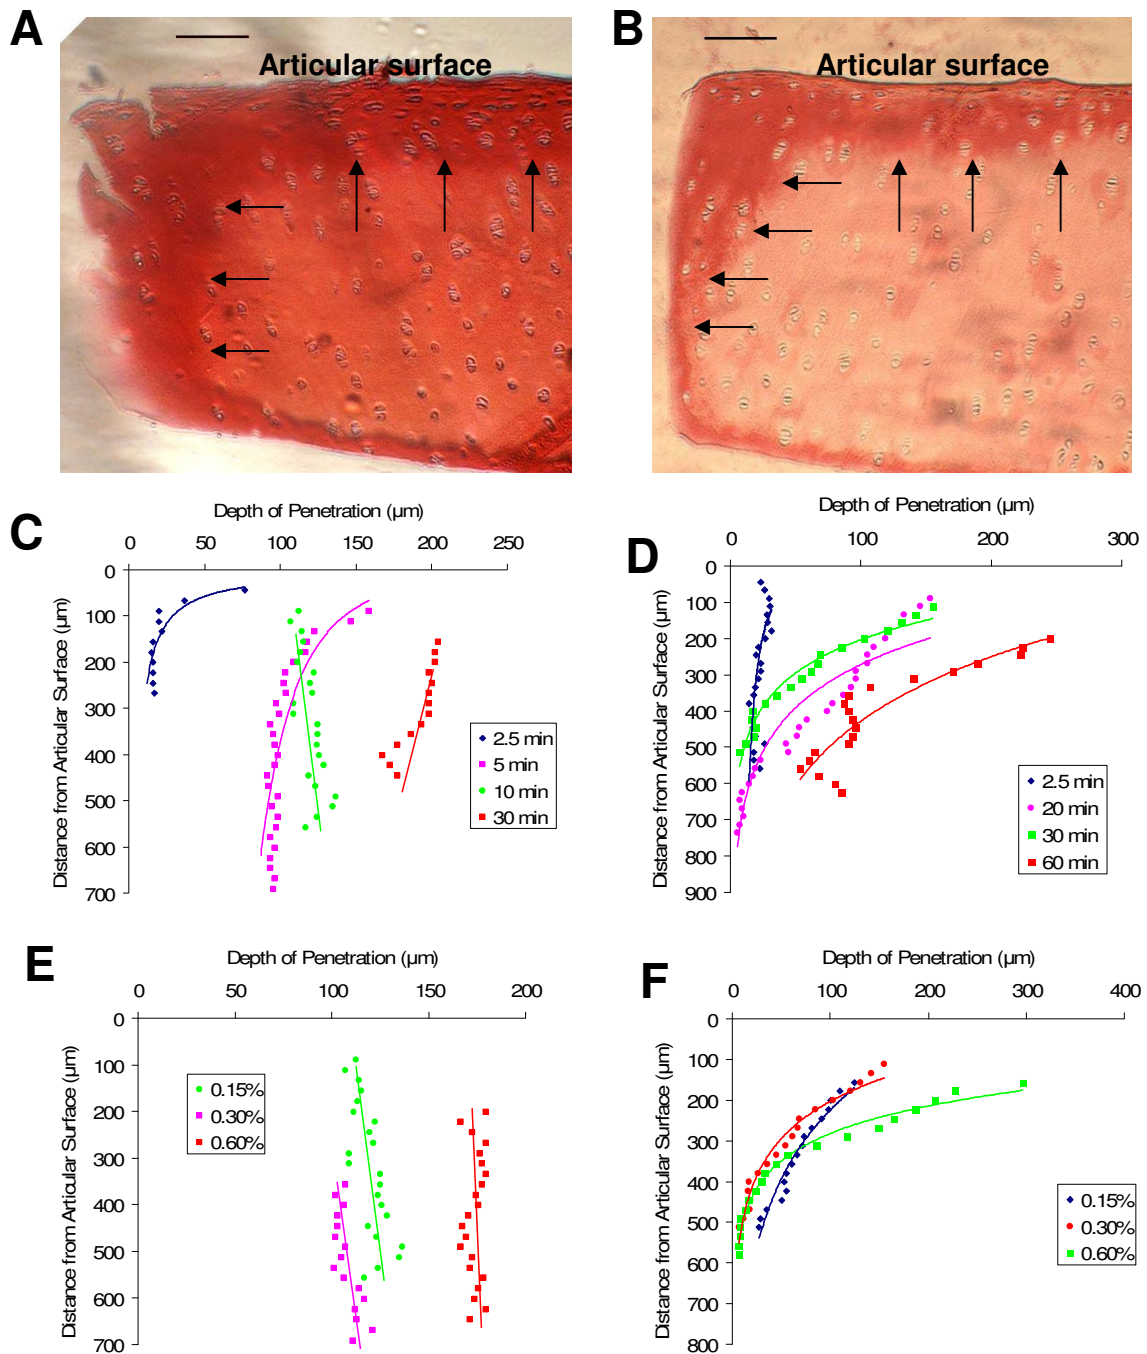 A
B
Articular surface
Articular surface
C
Depth of Penetration (µm)
0 50 100 150 200 250
Distance from Articular Surface (µm)
0
100
200
300
400
500
600
700
2.5 min
5 min
10 min
30 min
D
Depth of Penetration (µm)
0 100 200 300
Distance from Articular Surface (µm)
0
100
200
300
400
500
600
700
800
900
2.5 min
20 min
30 min
60 min
E
Depth of Penetration (µm)
0 50 100 150 200
Distance from Articular Surface (µm)
0
100
200
300
400
500
600
700
0.15%
0.30%
0.60%
F
Depth of Penetration (µm)
0 100 200 300 400
Distance from Articular Surface (µm)
0
100
200
300
400
500
600
700
800
0.15%
0.30%
0.60%